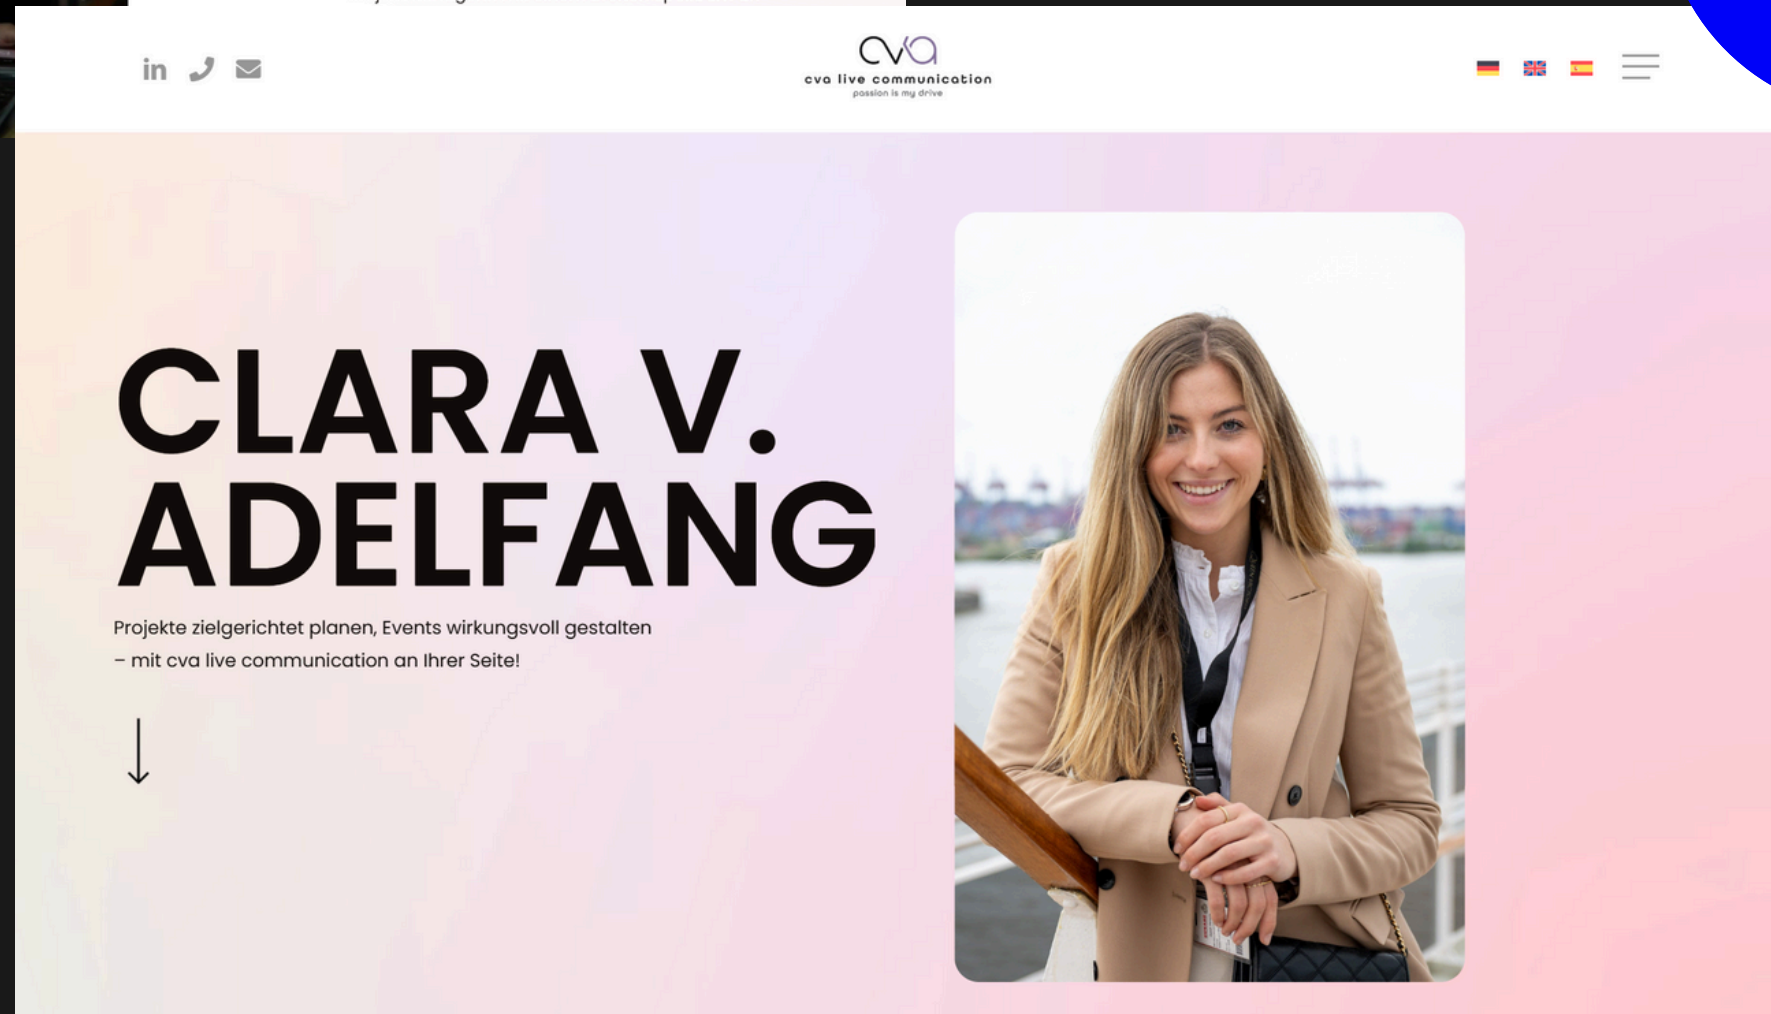 in
cva
cva live communication
passion is my drive
CLARA V.
ADELFANG
Projekte zielgerichtet planen, Events wirkungsvoll gestalten
– mit cva live communication an Ihrer Seite!